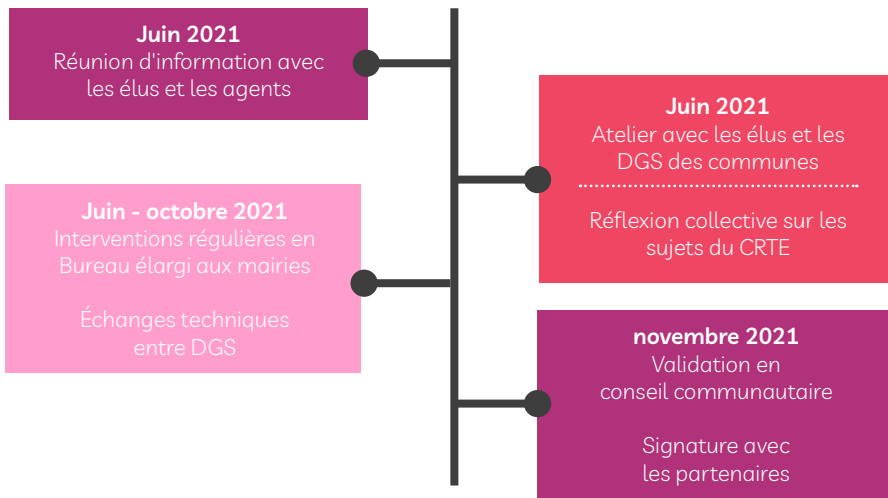 Juin 2021
Réunion d'information avec
les élus et les agents
Juin 2021
Atelier avec les élus et les
DGS des communes
Réflexion collective sur les
sujets du CRTE
Juin - octobre 2021
Interventions régulières en
Bureau élargi aux mairies
Échanges techniques
entre DGS
novembre 2021
Validation en
conseil communautaire
Signature avec
les partenaires